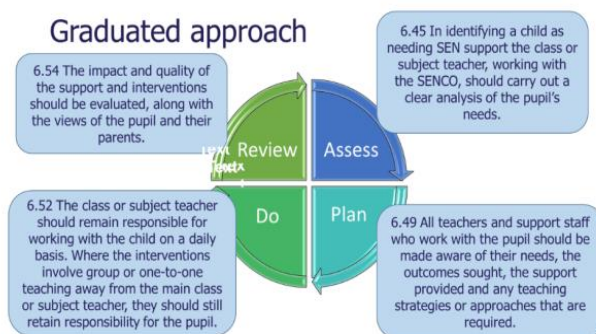 Graduated approach
6.54 The impact and quality of
the support and interventions
should be evaluated, along with
the views of the pupil and their
parents.
6.45 In identifying a child as
needing SEN support the class or
subject teacher, working with
the SENCO, should carry out a
clear analysis of the pupil's
needs.
Review
Assess
Do
Plan
6.52 The class or subject teacher
should remain responsible for
working with the child on a daily
basis. Where the interventions
involve group or one-to-one
teaching away from the main class
or subject teacher, they should still
retain responsibility for the pupil.
6.49 All teachers and support staff
who work with the pupil should be
made aware of their needs, the
outcomes sought, the support
provided and any teaching
strategies or approaches that are
required.